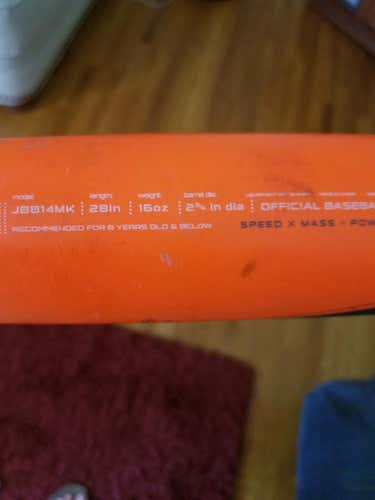 model length weight barrel dia
JBB14MK 28in 16oz 2¾ in dia OFFICIAL BASEBA
RECOMMENDED FOR 8 YEARS OLD & BELOW SPEED X MASS = POW